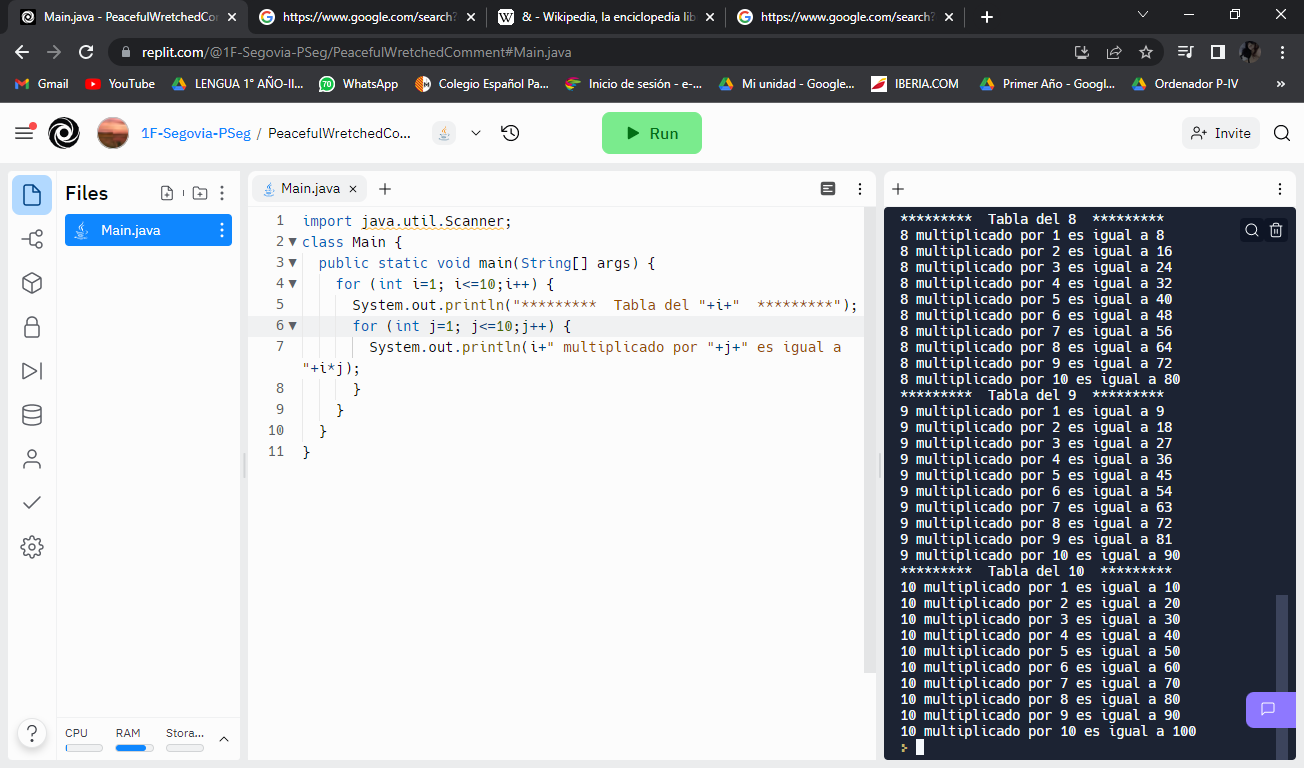 Main.java - PeacefulWretchedCor
https://www.google.com/search?
& - Wikipedia, la enciclopedia lib
https://www.google.com/search?
replit.com/@1F-Segovia-PSeg/PeacefulWretchedComment#Main.java
Gmail
YouTube
LENGUA 1° AÑO-II...
70
WhatsApp
Colegio Español Pa...
Inicio de sesión - e-...
Mi unidad - Google...
IBERIA.COM
Primer Año - Googl...
Ordenador P-IV
»
1F-Segovia-PSeg / PeacefulWretchedCo...
Run
Invite
Files
Main.java
Main.java
1 import java.util.Scanner;
2 class Main {
3 public static void main(String[] args) {
4 for (int i=1; i<=10;i++) {
5 System.out.println("********* Tabla del "+i+" *********");
6 for (int j=1; j<=10;j++) {
7 System.out.println(i+" multiplicado por "+j+" es igual a
"+i*j);
8 }
9 }
10 }
11 }
********* Tabla del 8 *********
8 multiplicado por 1 es igual a 8
8 multiplicado por 2 es igual a 16
8 multiplicado por 3 es igual a 24
8 multiplicado por 4 es igual a 32
8 multiplicado por 5 es igual a 40
8 multiplicado por 6 es igual a 48
8 multiplicado por 7 es igual a 56
8 multiplicado por 8 es igual a 64
8 multiplicado por 9 es igual a 72
8 multiplicado por 10 es igual a 80
********* Tabla del 9 *********
9 multiplicado por 1 es igual a 9
9 multiplicado por 2 es igual a 18
9 multiplicado por 3 es igual a 27
9 multiplicado por 4 es igual a 36
9 multiplicado por 5 es igual a 45
9 multiplicado por 6 es igual a 54
9 multiplicado por 7 es igual a 63
9 multiplicado por 8 es igual a 72
9 multiplicado por 9 es igual a 81
9 multiplicado por 10 es igual a 90
********* Tabla del 10 *********
10 multiplicado por 1 es igual a 10
10 multiplicado por 2 es igual a 20
10 multiplicado por 3 es igual a 30
10 multiplicado por 4 es igual a 40
10 multiplicado por 5 es igual a 50
10 multiplicado por 6 es igual a 60
10 multiplicado por 7 es igual a 70
10 multiplicado por 8 es igual a 80
10 multiplicado por 9 es igual a 90
10 multiplicado por 10 es igual a 100
CPU
RAM
Stora...
?